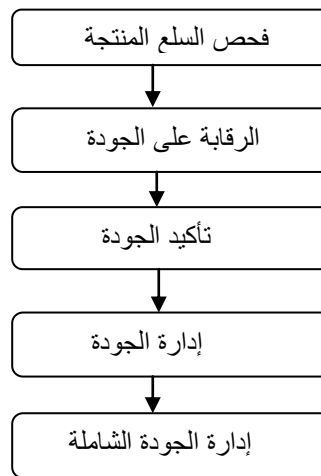 فحص السلع المنتجة
الرقابة على الجودة
تأكيد الجودة
إدارة الجودة
إدارة الجودة الشاملة